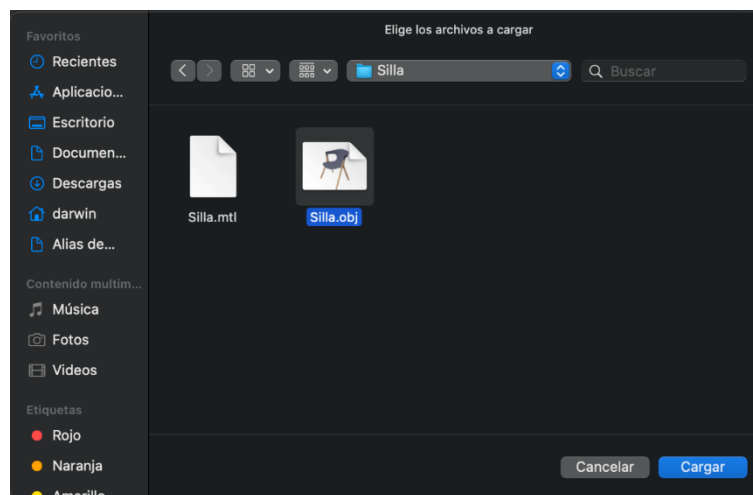 Elige los archivos a cargar
Favoritos
Recientes
Aplicacio...
Escritorio
Documen...
Descargas
darwin
Alias de...
Contenido multim...
Música
Fotos
Videos
Etiquetas
Rojo
Naranja
Amarillo
Silla
Buscar
Silla.mtl
Silla.obj
Cancelar
Cargar